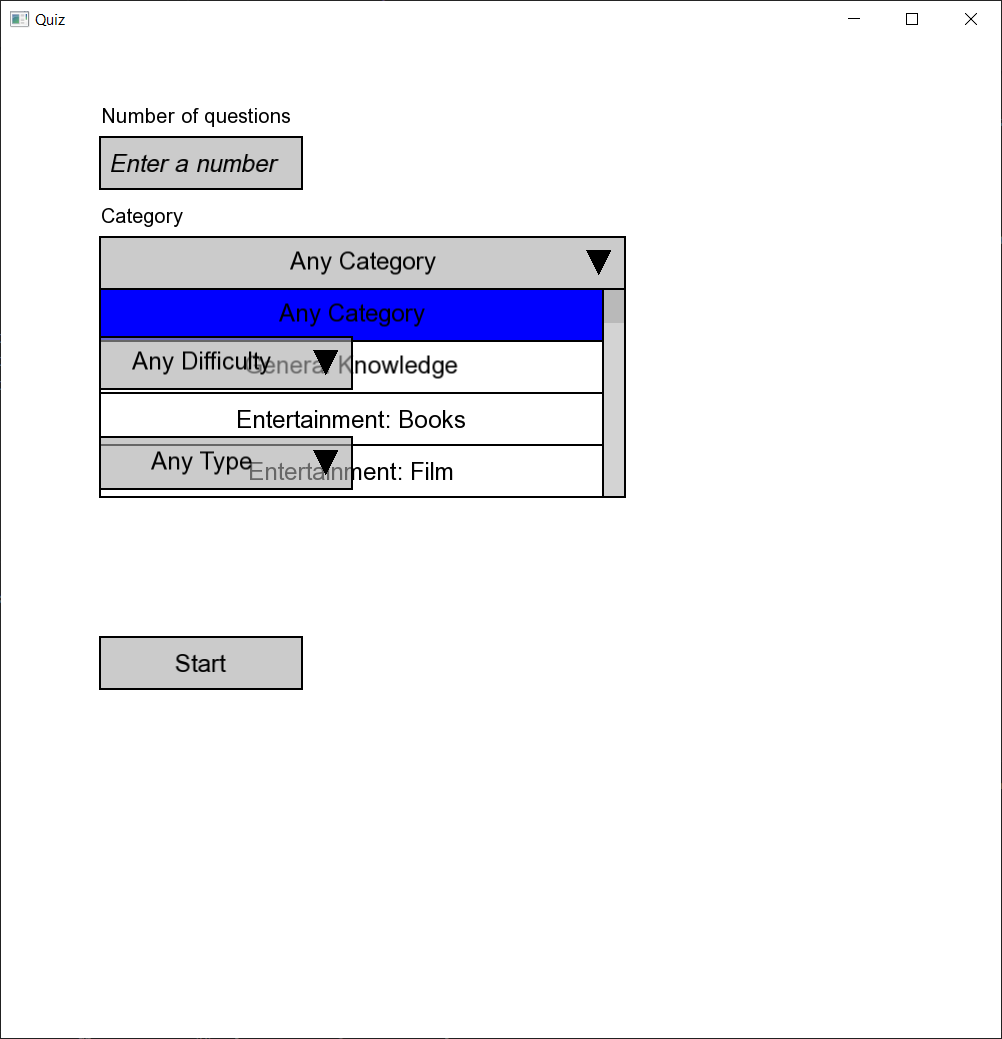 Quiz
Number of questions
Enter a number
Category
Any Category
Any Category
Any Difficulty
General Knowledge
Entertainment: Books
Any Type
Entertainment: Film
Start